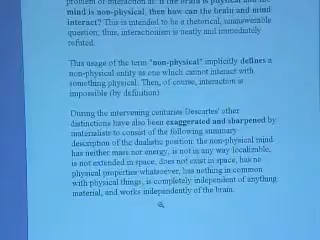 problem of interaction as: if the brain is physical and the
mind is non-physical, then how can the brain and mind
interact? This is intended to be a rhetorical, unanswerable
question; thus, interactionism is neatly and immediately
refuted.
This usage of the term "non-physical" implicitly defines a
non-physical entity as one which cannot interact with
something physical. Then, of course, interaction is
impossible (by definition).
During the intervening centuries Descartes' other
distinctions have also been exaggerated and sharpened by
materialists to consist of the following summary
description of the dualistic position: the non-physical mind
has neither mass nor energy, is not in any way localizable,
is not extended in space, does not exist in space, has no
physical properties whatsoever, has nothing in common
with physical things, is completely independent of anything
material, and works independently of the brain.